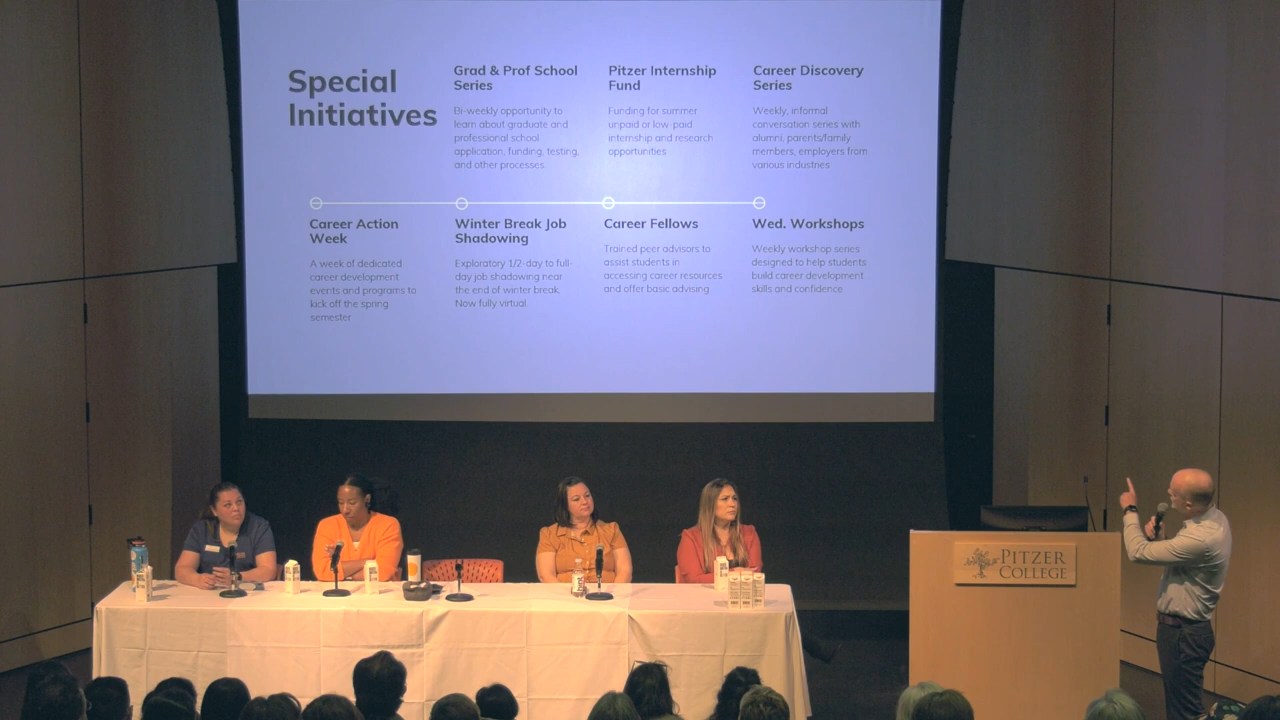 Special
Initiatives
Grad & Prof School
Series
Bi-weekly opportunity to
learn about graduate and
professional school
application, funding, testing,
and other processes
Pitzer Internship
Fund
Funding for summer
unpaid or low-paid
internship and research
opportunities
Career Discovery
Series
Weekly, informal
conversation series with
alumni, parents/family
members, employers from
various industries
Career Action
Week
A week of dedicated
career development
events and programs to
kick off the spring
semester
Winter Break Job
Shadowing
Exploratory 1/2-day to full-
day job shadowing near
the end of winter break.
Now fully virtual.
Career Fellows
Trained peer advisors to
assist students in
accessing career resources
and offer basic advising
Wed. Workshops
Weekly workshop series
designed to help students
build career development
skills and confidence
PITZER
COLLEGE